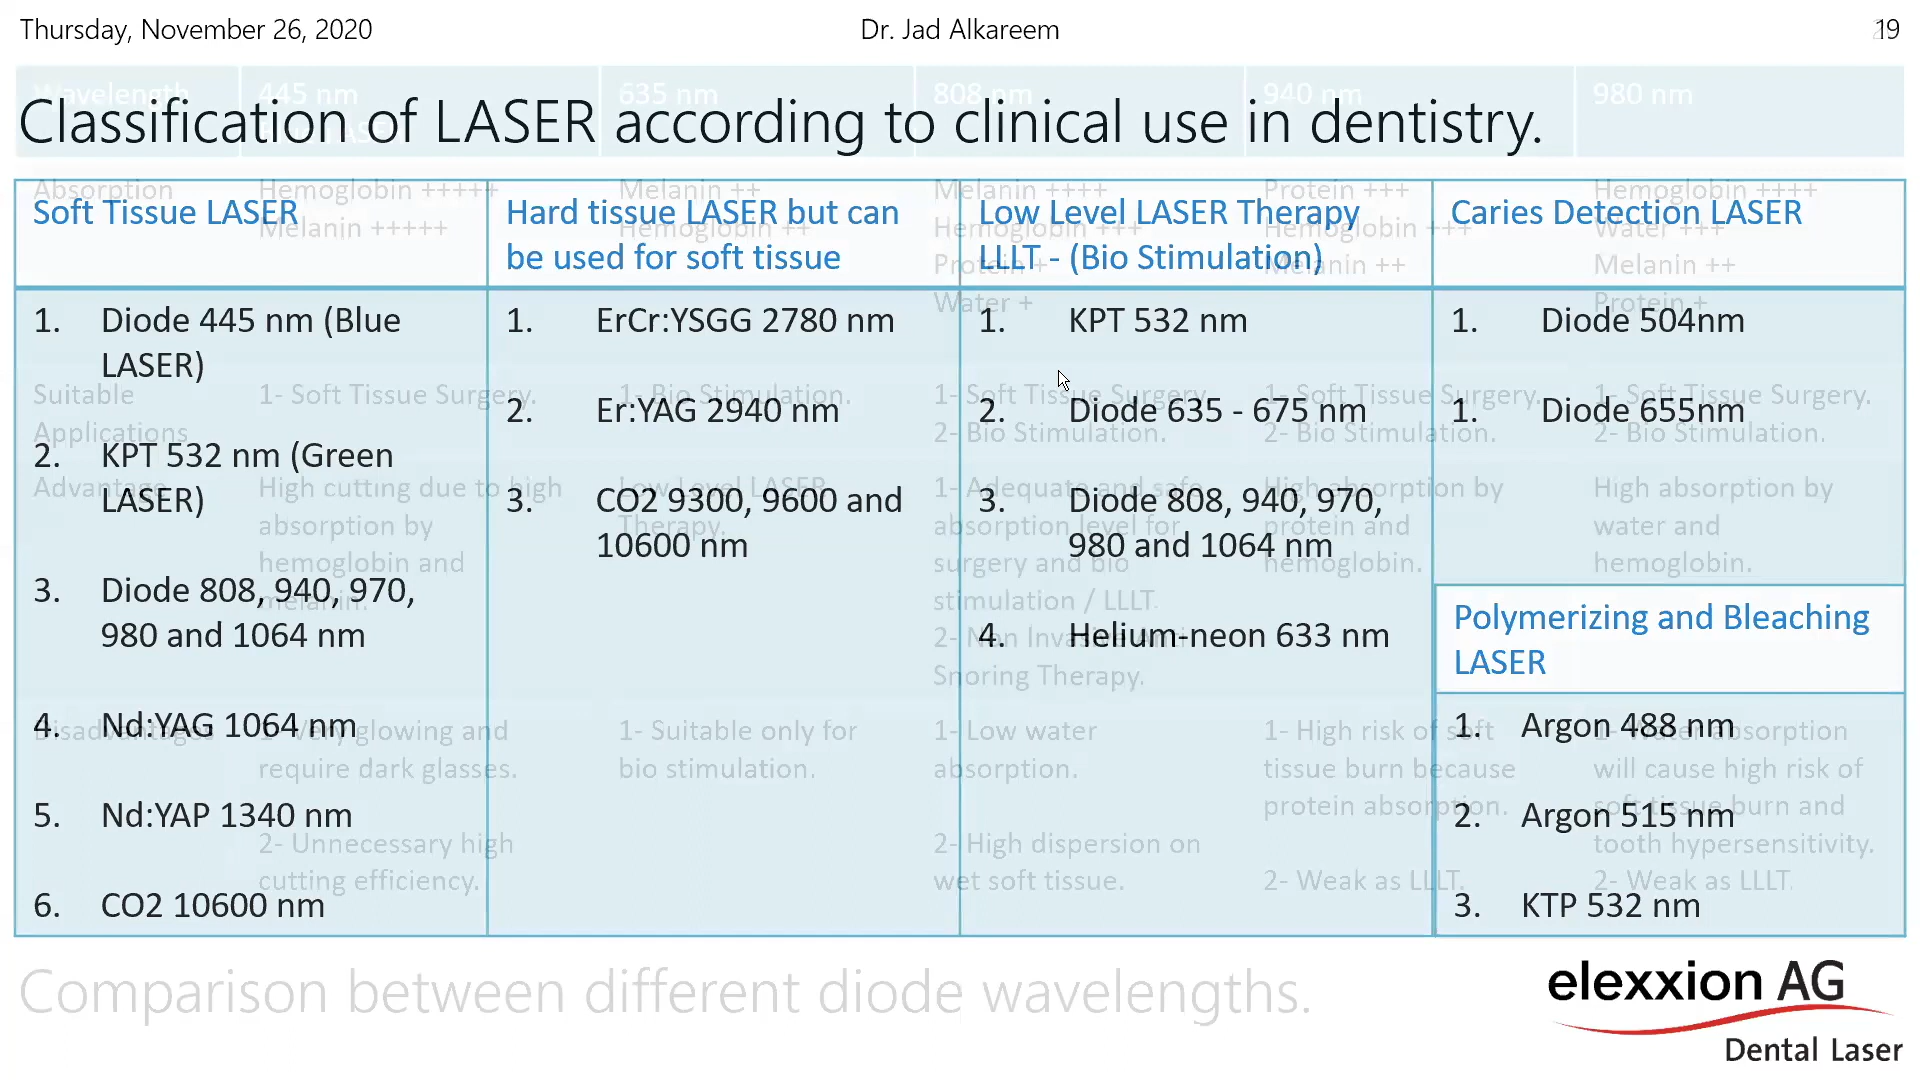 Thursday, November 26, 2020
Dr. Jad Alkareem
19
Classification of LASER according to clinical use in dentistry.
Soft Tissue LASER
1. Diode 445 nm (Blue
LASER)
2. KPT 532 nm (Green
LASER)
3. Diode 808, 940, 970,
980 and 1064 nm
4. Nd:YAG 1064 nm
5. Nd:YAP 1340 nm
6. CO2 10600 nm
Hard tissue LASER but can
be used for soft tissue
1. ErCr:YSGG 2780 nm
2. Er:YAG 2940 nm
3. CO2 9300, 9600 and
10600 nm
Low Level LASER Therapy
LLLT - (Bio Stimulation)
1. KPT 532 nm
2. Diode 635 - 675 nm
3. Diode 808, 940, 970,
980 and 1064 nm
4. Helium-neon 633 nm
Caries Detection LASER
1. Diode 504nm
1. Diode 655nm
Polymerizing and Bleaching
LASER
1. Argon 488 nm
2. Argon 515 nm
3. KTP 532 nm
Wavelength
445 nm
635 nm
808 nm
940 nm
980 nm
Absorption
Hemoglobin +++++
Melanin +++++
Melanin ++
Hemoglobin ++
Melanin ++++
Hemoglobin +++
Protein +
Water +
Protein +++
Hemoglobin +++
Melanin ++
Hemoglobin ++++
Water +++
Melanin ++
Protein +
Suitable
Applications
1- Soft Tissue Surgery.
1- Bio Stimulation.
1- Soft Tissue Surgery
2- Bio Stimulation.
1- Soft Tissue Surgery.
2- Bio Stimulation.
1- Soft Tissue Surgery.
2- Bio Stimulation.
Advantage
High cutting due to high
absorption by
hemoglobin and
melanin.
Low Level LASER
Therapy.
1- Adequate and safe
absorption level for
surgery and bio
stimulation / LLLT.
2- Non Invasive Anti
Snoring Therapy.
High absorption by
protein and
hemoglobin.
High absorption by
water and
hemoglobin.
Disadvantages
1- Very glowing and
require dark glasses.
2- Unnecessary high
cutting efficiency.
1- Suitable only for
bio stimulation.
1- Low water
absorption.
2- High dispersion on
wet soft tissue.
1- High risk of soft
tissue burn because
protein absorption.
2- Weak as LLLT.
1- Water absorption
will cause high risk of
soft tissue burn and
tooth hypersensitivity.
2- Weak as LLLT.
Comparison between different diode wavelengths.
elexxion AG
Dental Laser